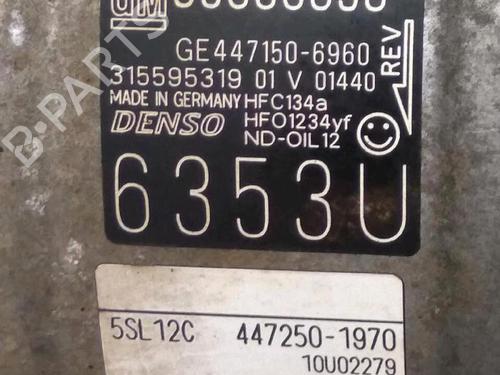 GM
GE447150-6960
315595319 01 V 01440
REV
MADE IN GERMANY HFC134a
DENSO HFO1234yf
ND-OIL12
6353U
5SL12C 447250-1970
10U02279
B-PARTS